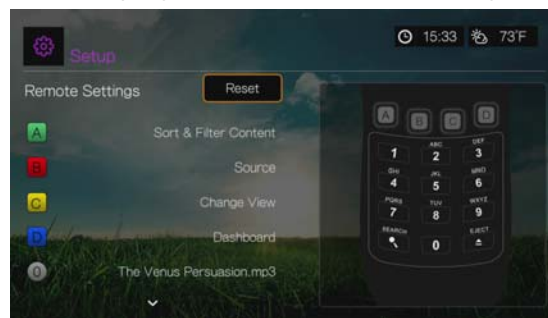 15:33 73°F
Setup
Remote Settings
Reset
A Sort & Filter Content
B Source
C Change View
D Dashboard
0 The Venus Persuasion.mp3
A B C D
1 ABC 2 DEF 3
GHI 4 JKL 5 MNO 6
PQRS 7 TUV 8 WXYZ 9
SEARCH 0 EJECT